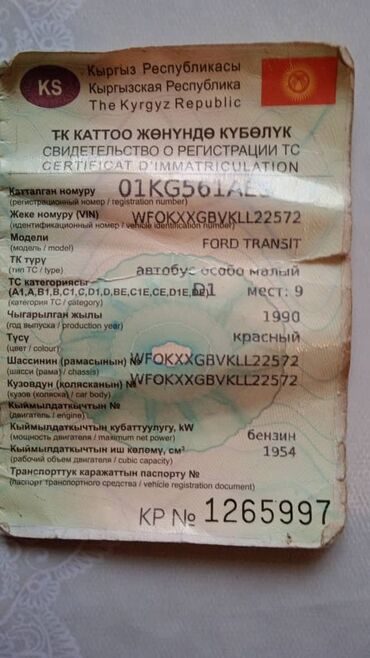 KS
Кыргыз Республикасы
Кыргызская Республика
The Kyrgyz Republic
ТК КАТТОО ЖӨНҮНДӨ КҮБӨЛҮК
СВИДЕТЕЛЬСТВО О РЕГИСТРАЦИИ ТС
CERTIFICAT D'IMMATRICULATION
Катталган номуру 01KG561AE
(регистрационный номер / registration number)
Жеке номуру (VIN) WFOKXXGBVKLL22572
(идентификационный номер / vehicle identification number)
Модели FORD TRANSIT
(модель / model)
ТК түрү автобус особо малый
(тип ТС / type)
ТС категориясы D1 мест: 9
(A1,A,B1,B,C1,C,D1,D,BE,C1E,CE,D1E,DE)
(категория ТС / category)
Чыгарылган жылы 1990
(год выпуска / production year)
Түсү красный
(цвет / colour)
Шассинин (рамасынын) № WFOKXXGBVKLL22572
(шасси (рама) / chassis)
Кузовдун (колясканын) № WFOKXXGBVKLL22572
(кузов (коляска) / car body)
Кыймылдаткычтын №
(двигатель / engine)
Кыймылдаткычтын кубаттуулугу, kW
(мощность двигателя / maximum net power) бензин
Кыймылдаткычтын иш көлөмү, см³ 1954
(рабочий объем двигателя / cubic capacity)
Транспорттук каражаттын паспорту №
(паспорт транспортного средства / vehicle registration document)
КР № 1265997